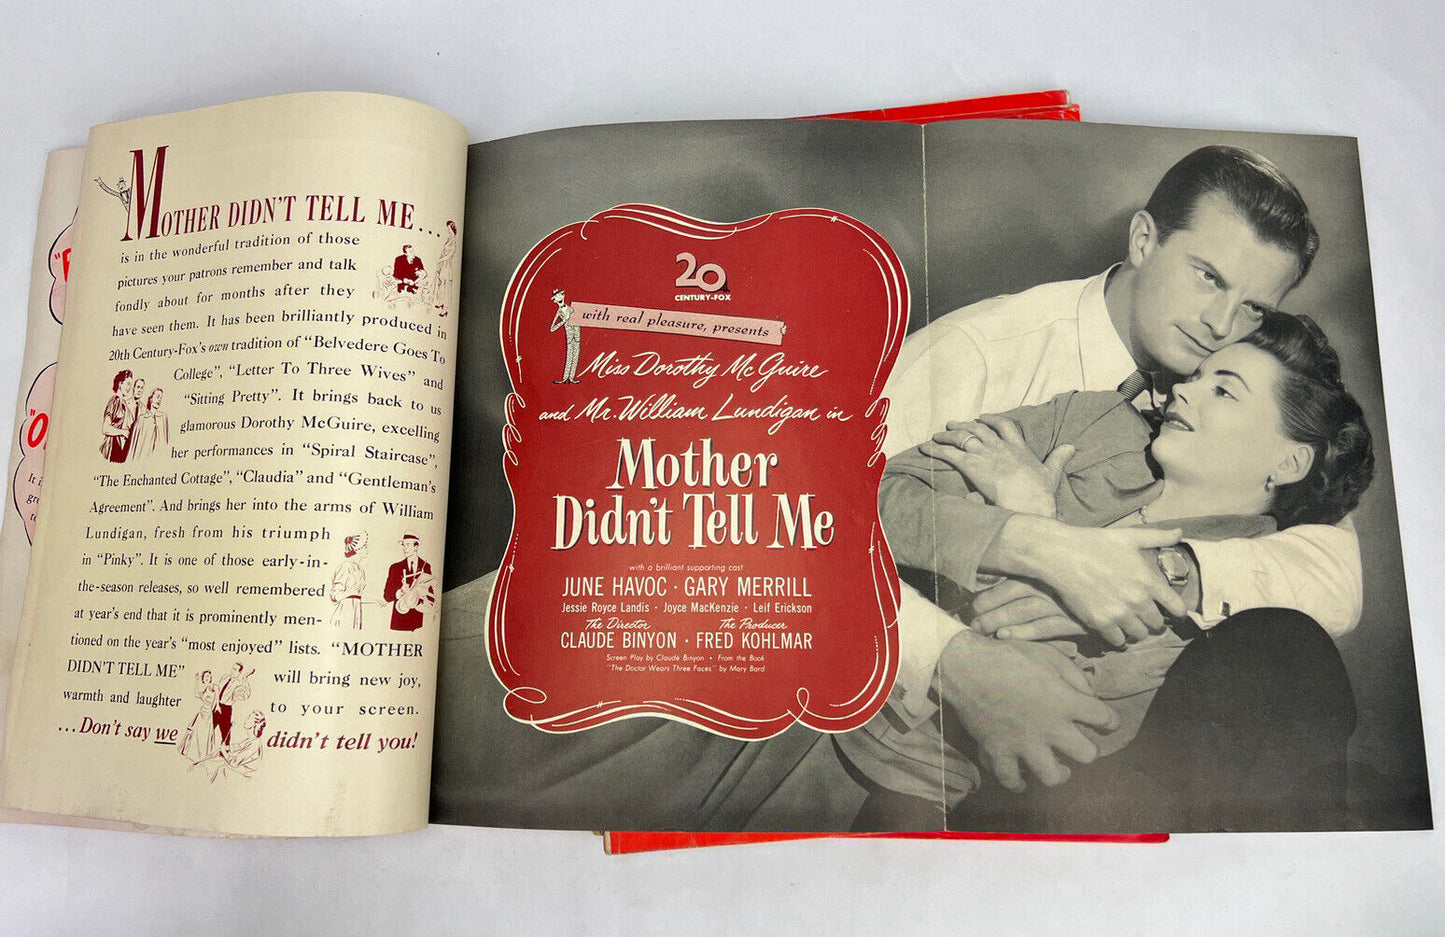 MOTHER DIDN'T TELL ME...
is in the wonderful tradition of those
pictures your patrons remember and talk
fondly about for months after they
have seen them. It has been brilliantly produced in
20th Century-Fox's own tradition of "Belvedere Goes To
College", "Letter To Three Wives" and
"Sitting Pretty". It brings back to us
glamorous Dorothy McGuire, excelling
her performances in "Spiral Staircase",
"The Enchanted Cottage", "Claudia" and "Gentleman's
Agreement". And brings her into the arms of William
Lundigan, fresh from his triumph
in "Pinky". It is one of those early-in-
the-season releases, so well remembered
at year's end that it is prominently men-
tioned on the year's "most enjoyed" lists. "MOTHER
DIDN'T TELL ME" will bring new joy,
warmth and laughter to your screen.
...Don't say we didn't tell you!
20
CENTURY-FOX
with real pleasure, presents
Miss Dorothy McGuire
and Mr. William Lundigan in
Mother
Didn't Tell Me
with a brilliant supporting cast
JUNE HAVOC · GARY MERRILL
Jessie Royce Landis · Joyce MacKenzie · Leif Erickson
The Director The Producer
CLAUDE BINYON · FRED KOHLMAR
Screen Play by Claude Binyon · From the Book
"The Doctor Wears Three Faces" by Mary Bard